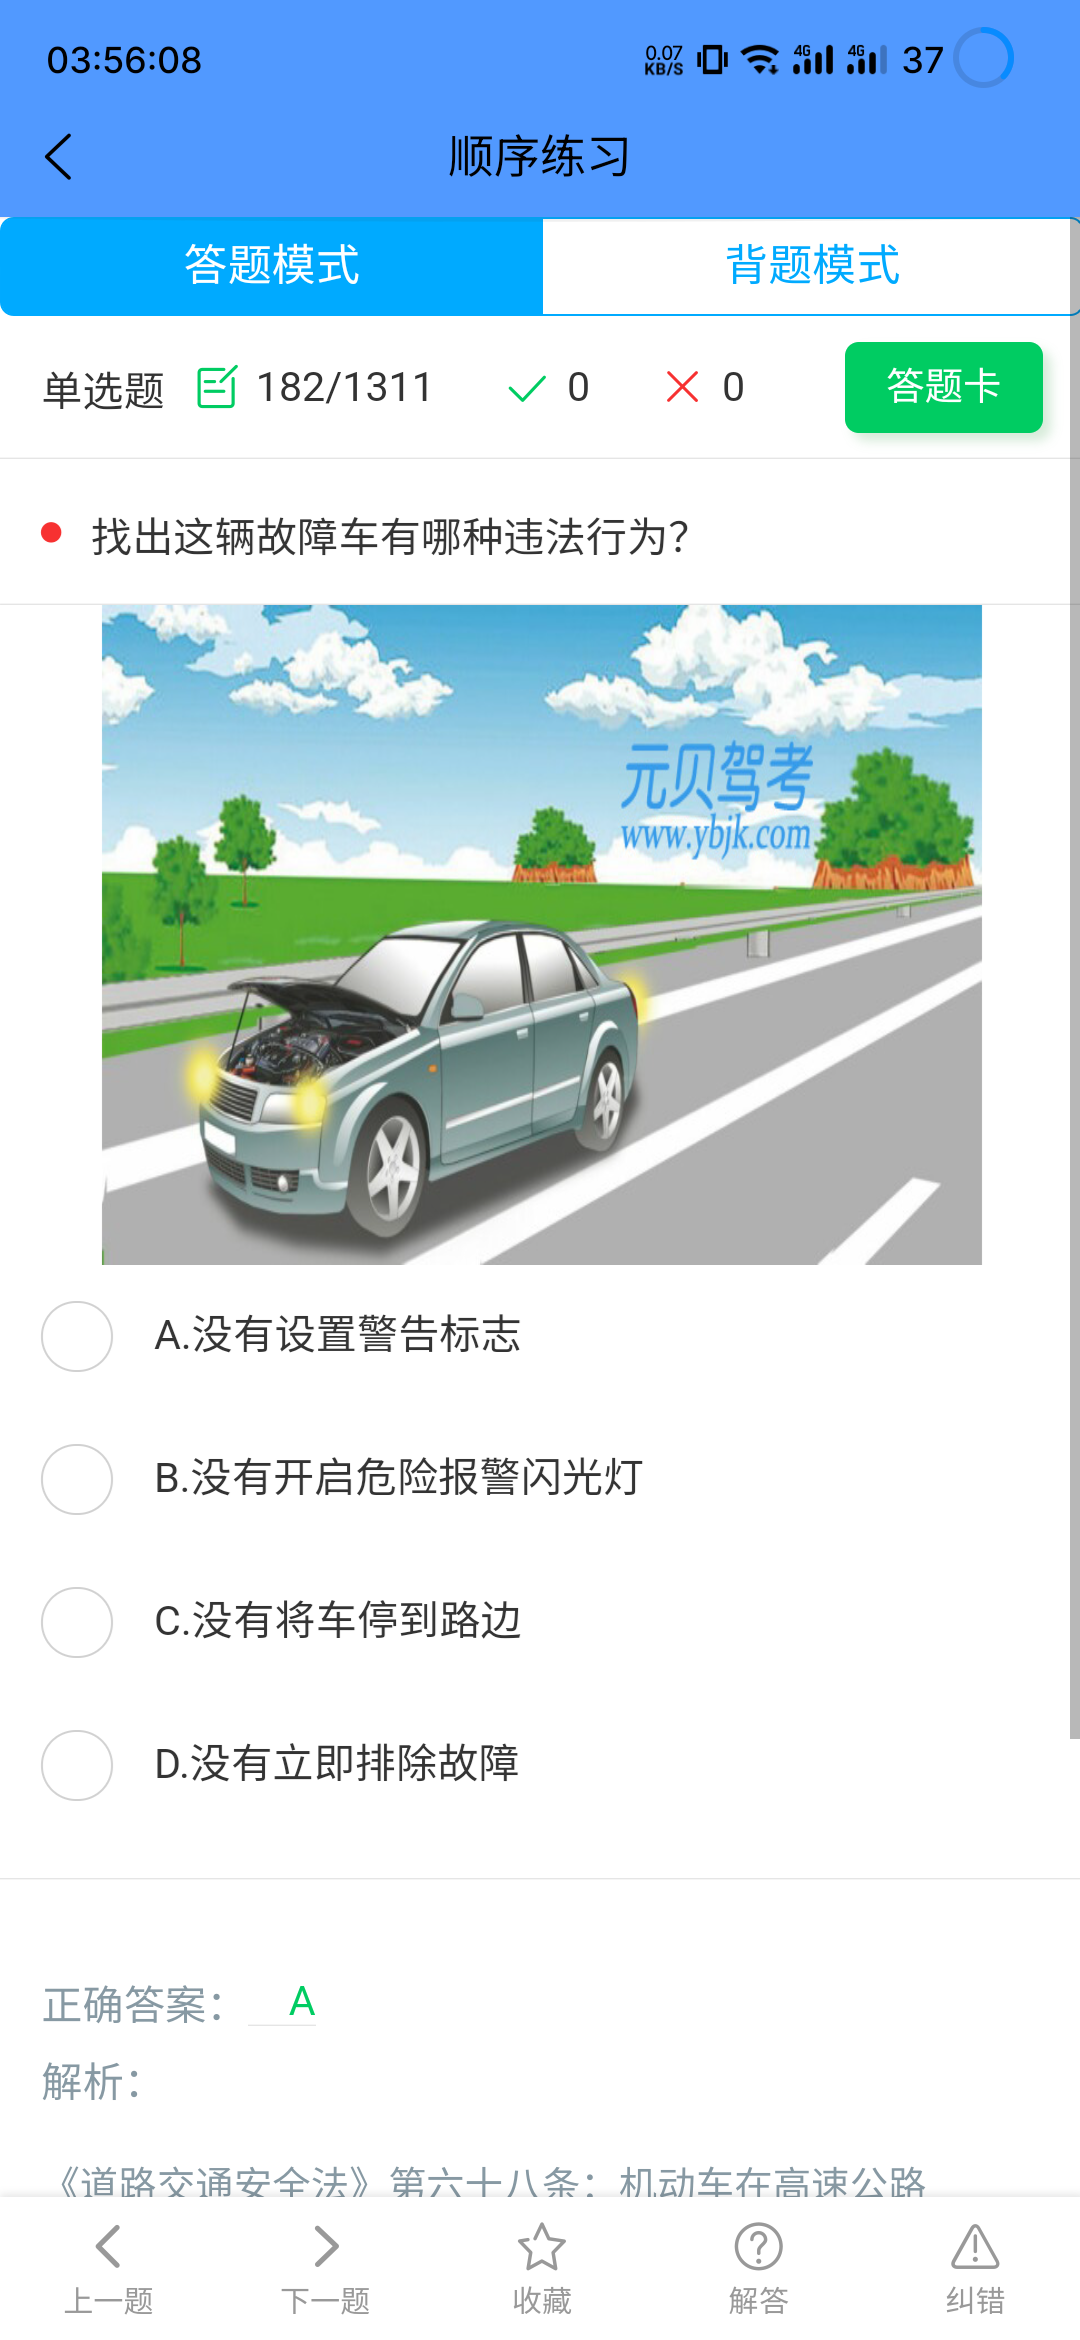 03:56:08 0.07 KB/S 4G 4G 37
顺序练习
答题模式 背题模式
单选题 182/1311 0 0 答题卡
找出这辆故障车有哪种违法行为?
元贝驾考
www.ybjk.com
A.没有设置警告标志
B.没有开启危险报警闪光灯
C.没有将车停到路边
D.没有立即排除故障
正确答案： A
解析：
《道路交通安全法》第六十八条：机动车在高速公路
上一题 下一题 收藏 解答 纠错